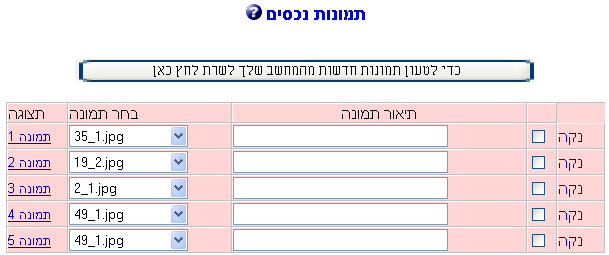 תמונות נכסים
כדי לטעון תמונות חדשות מהמחשב שלך לשרת לחץ כאן
תיאור תמונה בחר תמונה תצוגה
נקה 35_1.jpg תמונה 1
נקה 19_2.jpg תמונה 2
נקה 2_1.jpg תמונה 3
נקה 49_1.jpg תמונה 4
נקה 49_1.jpg תמונה 5